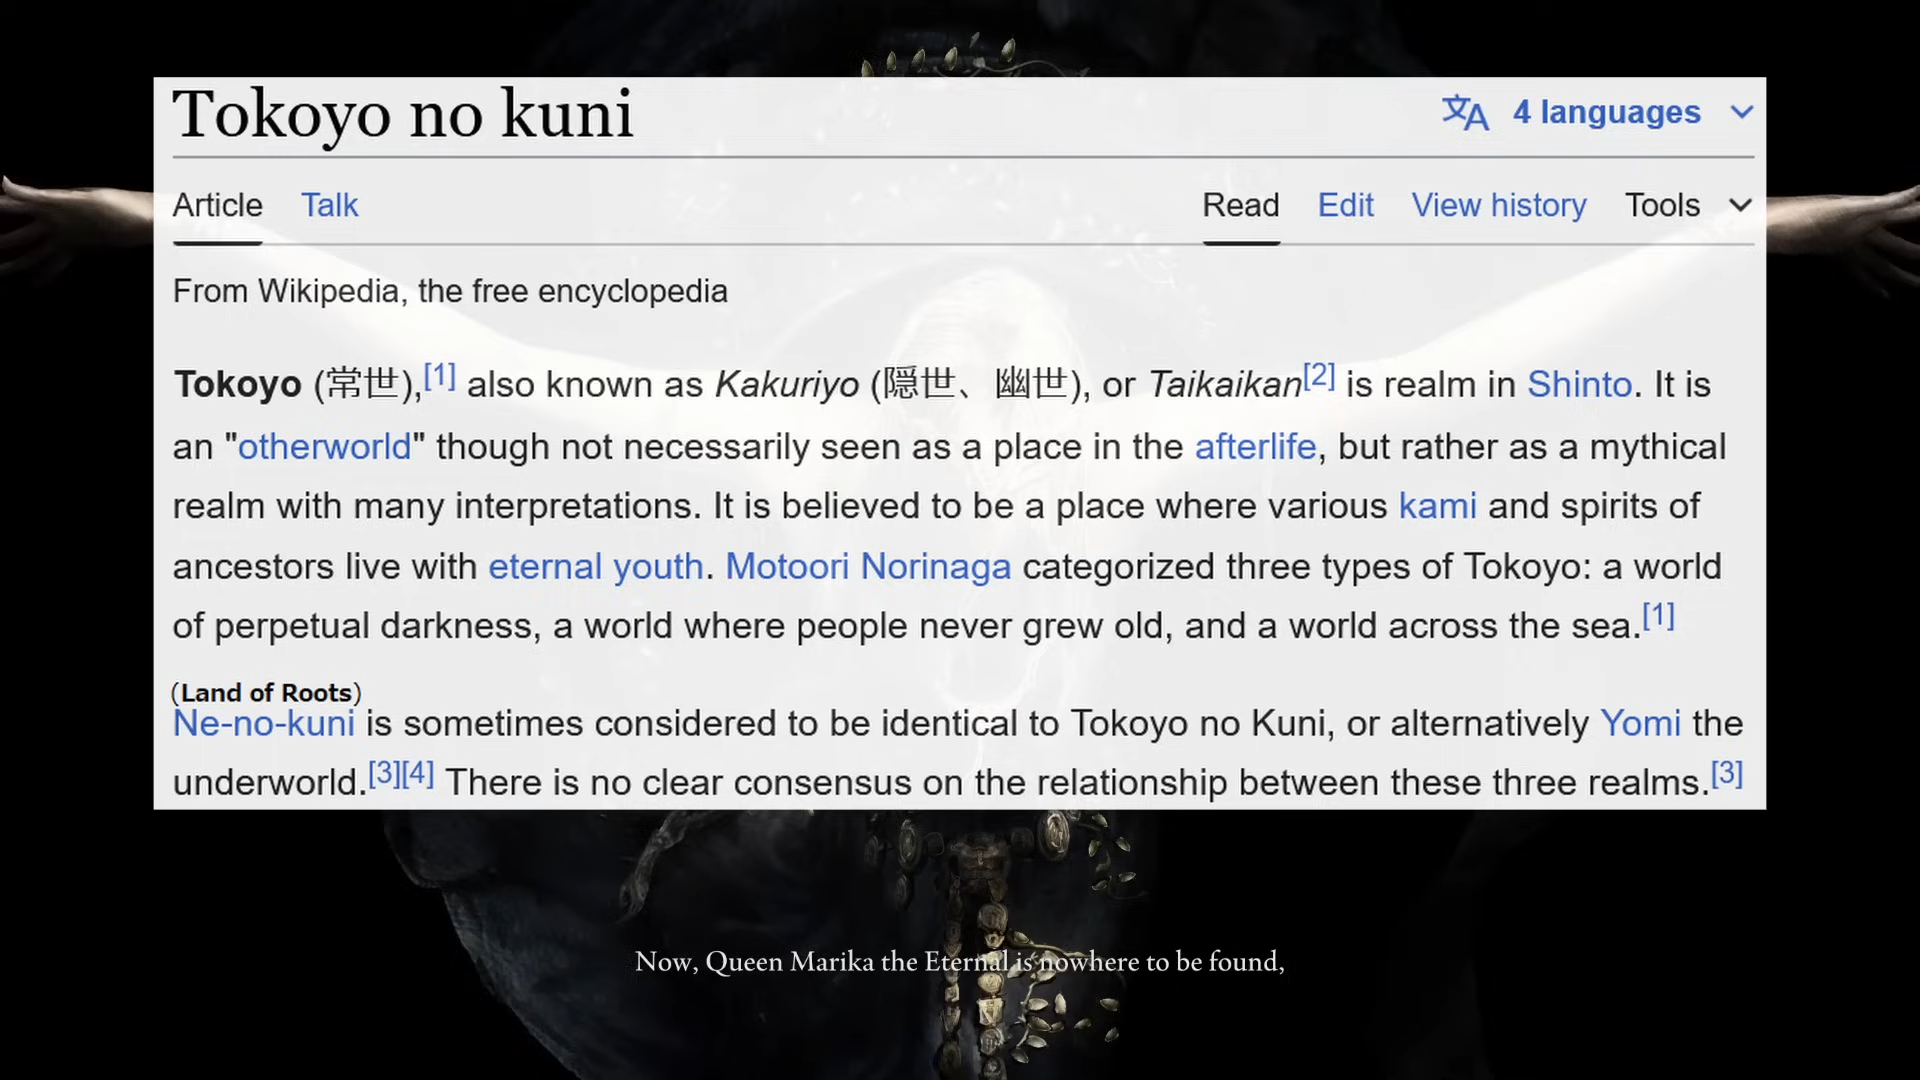 Tokoyo no kuni
文A 4 languages
Article Talk Read Edit View history Tools
From Wikipedia, the free encyclopedia
Tokoyo (常世),[1] also known as Kakuriyo (隠世、幽世), or Taikaikan[2] is realm in Shinto. It is
an "otherworld" though not necessarily seen as a place in the afterlife, but rather as a mythical
realm with many interpretations. It is believed to be a place where various kami and spirits of
ancestors live with eternal youth. Motoori Norinaga categorized three types of Tokoyo: a world
of perpetual darkness, a world where people never grew old, and a world across the sea.[1]
(Land of Roots)
Ne-no-kuni is sometimes considered to be identical to Tokoyo no Kuni, or alternatively Yomi the
underworld.[3][4] There is no clear consensus on the relationship between these three realms.[3]
Now, Queen Marika the Eternal is nowhere to be found,